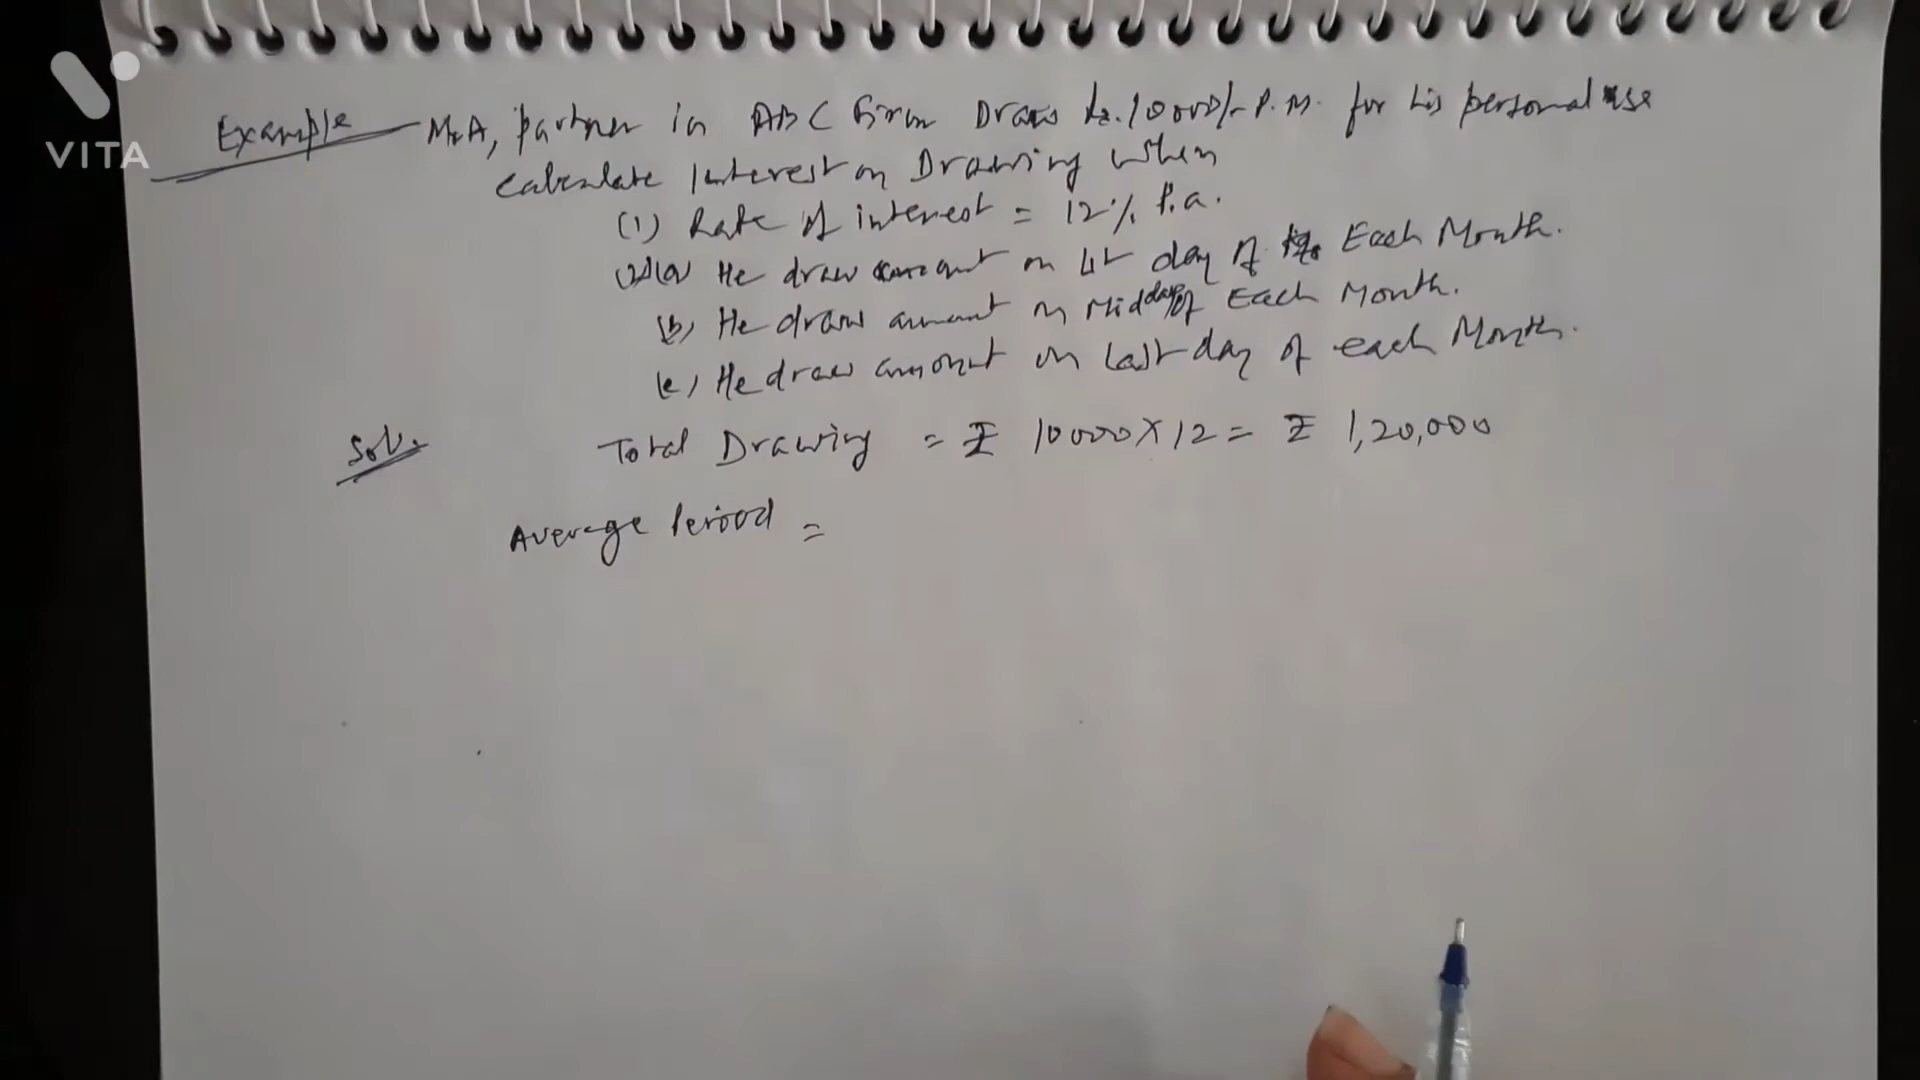 VITA
Example - Mr A, partner in ABC firm Draws Rs. 10000/- P.M. for his personal use
Calculate Interest on Drawing when
(1) Rate of interest = 12% P.a.
(2) (a) He draw amount on 1st day of Each Month.
(b) He draw amount on Mid day of Each Month.
(c) He draw amount on last day of each Month.
Sol. Total Drawing = ₹ 10000 X 12 = ₹ 1,20,000
Average Period =